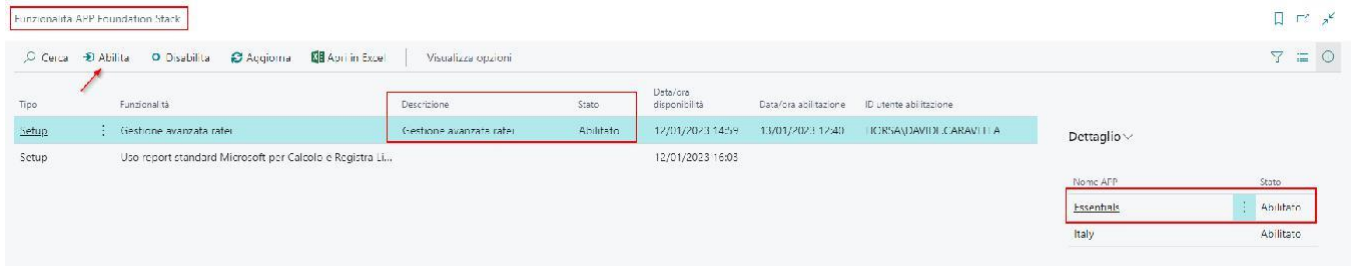 Funzionalità APP Foundation Stack
Cerca Abilita Disabilita Aggiorna Apri in Excel Visualizza opzioni
Tipo Funzionalità Descrizione Stato Data/ora disponibilità Data/ora abilitazione ID utente abilitazione
Setup Gestione avanzata ratei Gestione avanzata ratei Abilitato 12/01/2023 14:59 13/01/2023 12:40
Setup Uso report standard Microsoft per Calcolo e Registra Li... 12/01/2023 16:03
Dettaglio
Nome APP Stato
Essentials Abilitato
Italy Abilitato